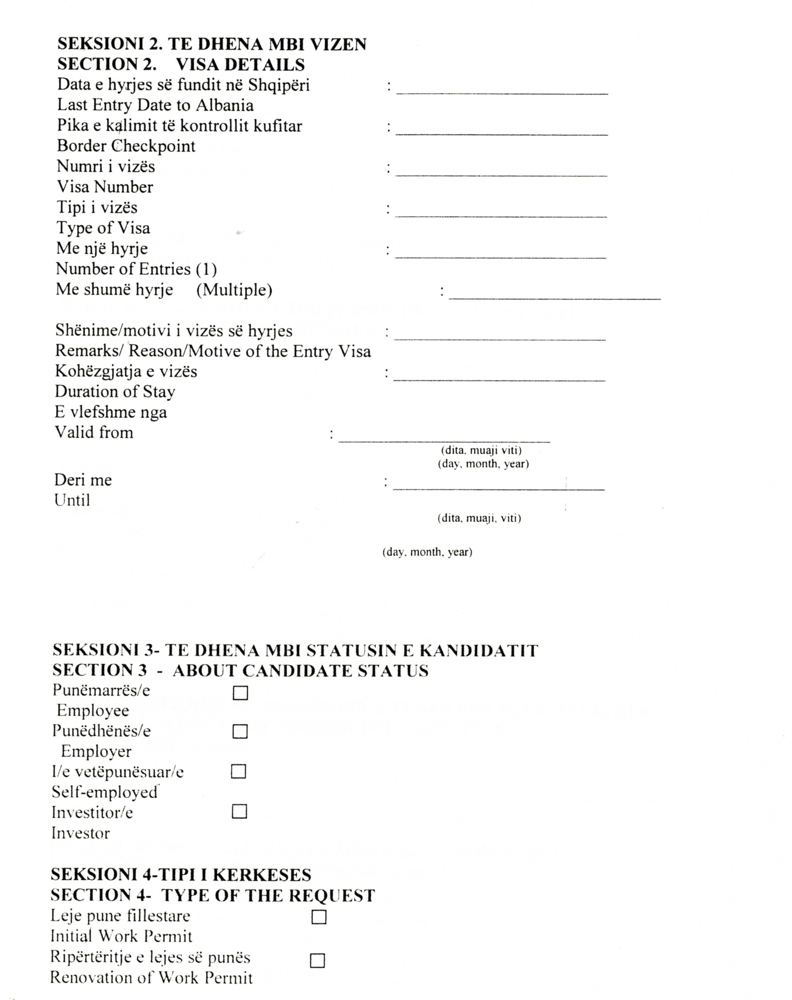 SEKSIONI 2. TE DHENA MBI VIZEN
SECTION 2. VISA DETAILS
Data e hyrjes së fundit në Shqipëri :
Last Entry Date to Albania
Pika e kalimit të kontrollit kufitar :
Border Checkpoint
Numri i vizës :
Visa Number
Tipi i vizës :
Type of Visa
Me një hyrje :
Number of Entries (1)
Me shumë hyrje (Multiple) :
Shënime/motivi i vizës së hyrjes :
Remarks/ Reason/Motive of the Entry Visa
Kohëzgjatja e vizës :
Duration of Stay
E vlefshme nga
Valid from :
(dita, muaji viti)
(day, month, year)
Deri me :
Until
(dita, muaji, viti)
(day, month, year)
SEKSIONI 3- TE DHENA MBI STATUSIN E KANDIDATIT
SECTION 3 - ABOUT CANDIDATE STATUS
Punëmarrës/e
Employee
Punëdhënës/e
Employer
I/e vetëpunësuar/e
Self-employed
Investitor/e
Investor
SEKSIONI 4-TIPI I KERKESES
SECTION 4- TYPE OF THE REQUEST
Leje pune fillestare
Initial Work Permit
Ripërtëritje e lejes së punës
Renovation of Work Permit